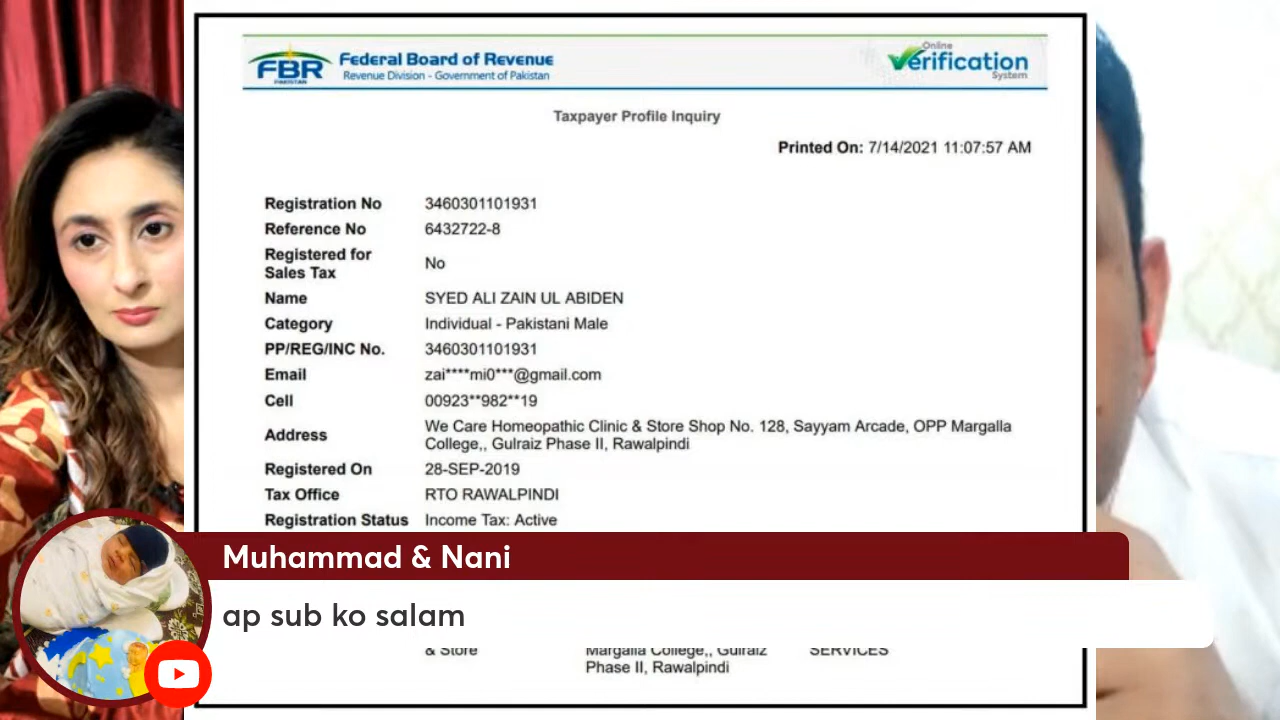 FBR
PAKISTAN
Federal Board of Revenue
Revenue Division - Government of Pakistan
Online
Verification
System
Taxpayer Profile Inquiry
Printed On: 7/14/2021 11:07:57 AM
Registration No 3460301101931
Reference No 6432722-8
Registered for
Sales Tax
No
Name SYED ALI ZAIN UL ABIDEN
Category Individual - Pakistani Male
PP/REG/INC No. 3460301101931
Email zai****mi0***@gmail.com
Cell 00923**982**19
Address
We Care Homeopathic Clinic & Store Shop No. 128, Sayyam Arcade, OPP Margalla
College,, Gulraiz Phase II, Rawalpindi
Registered On 28-SEP-2019
Tax Office RTO RAWALPINDI
Registration Status Income Tax: Active
Muhammad & Nani
ap sub ko salam
& Store Margalla College,, Gulraiz SERVICES
Phase II, Rawalpindi